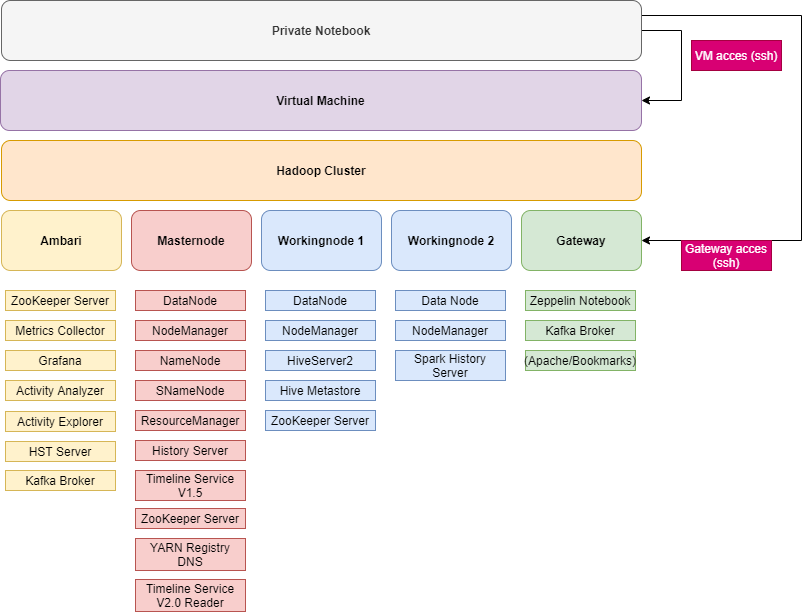 Private Notebook
VM acces (ssh)
Virtual Machine
Hadoop Cluster
Ambari
Masternode
Workingnode 1
Workingnode 2
Gateway
Gateway acces
(ssh)
ZooKeeper Server
Metrics Collector
Grafana
Activity Analyzer
Activity Explorer
HST Server
Kafka Broker
DataNode
NodeManager
NameNode
SNameNode
ResourceManager
History Server
Timeline Service
V1.5
ZooKeeper Server
YARN Registry
DNS
Timeline Service
V2.0 Reader
DataNode
NodeManager
HiveServer2
Hive Metastore
ZooKeeper Server
Data Node
NodeManager
Spark History
Server
Zeppelin Notebook
Kafka Broker
(Apache/Bookmarks)